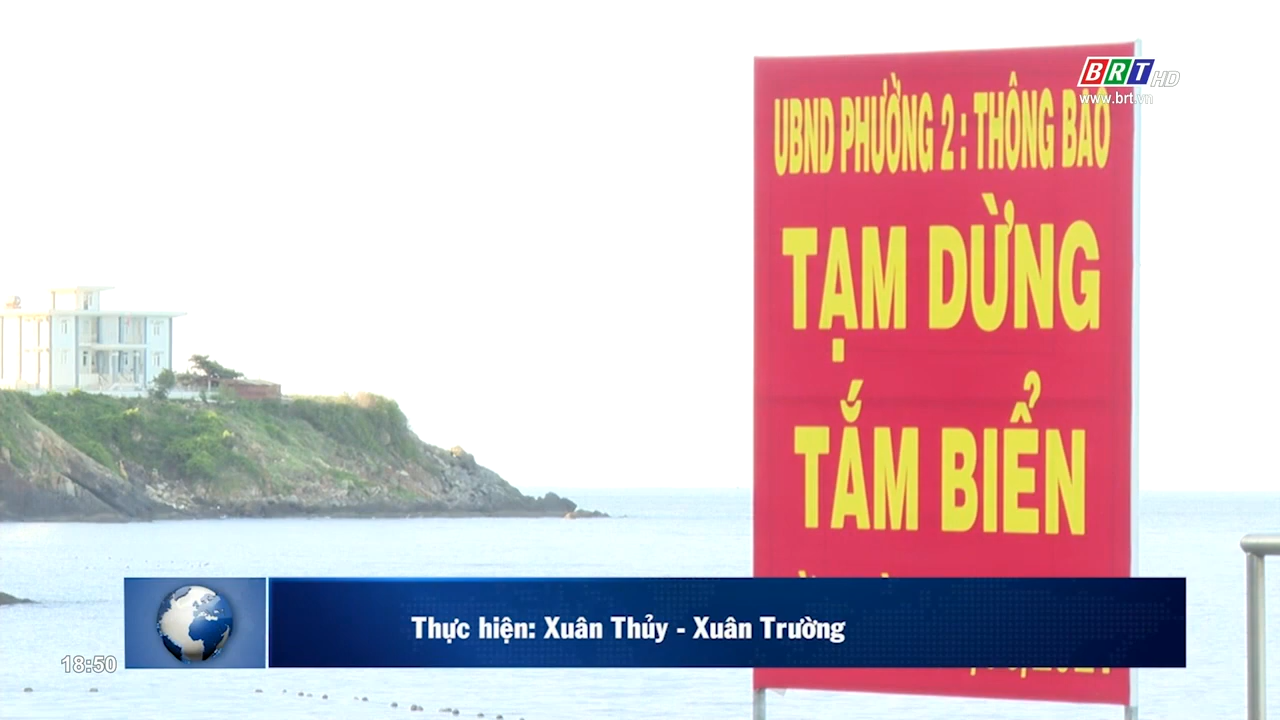 BRT HD
www.brt.vn
UBND PHƯỜNG 2 : THÔNG BÁO
TẠM DỪNG
TẮM BIỂN
Thực hiện: Xuân Thủy - Xuân Trường
18:50